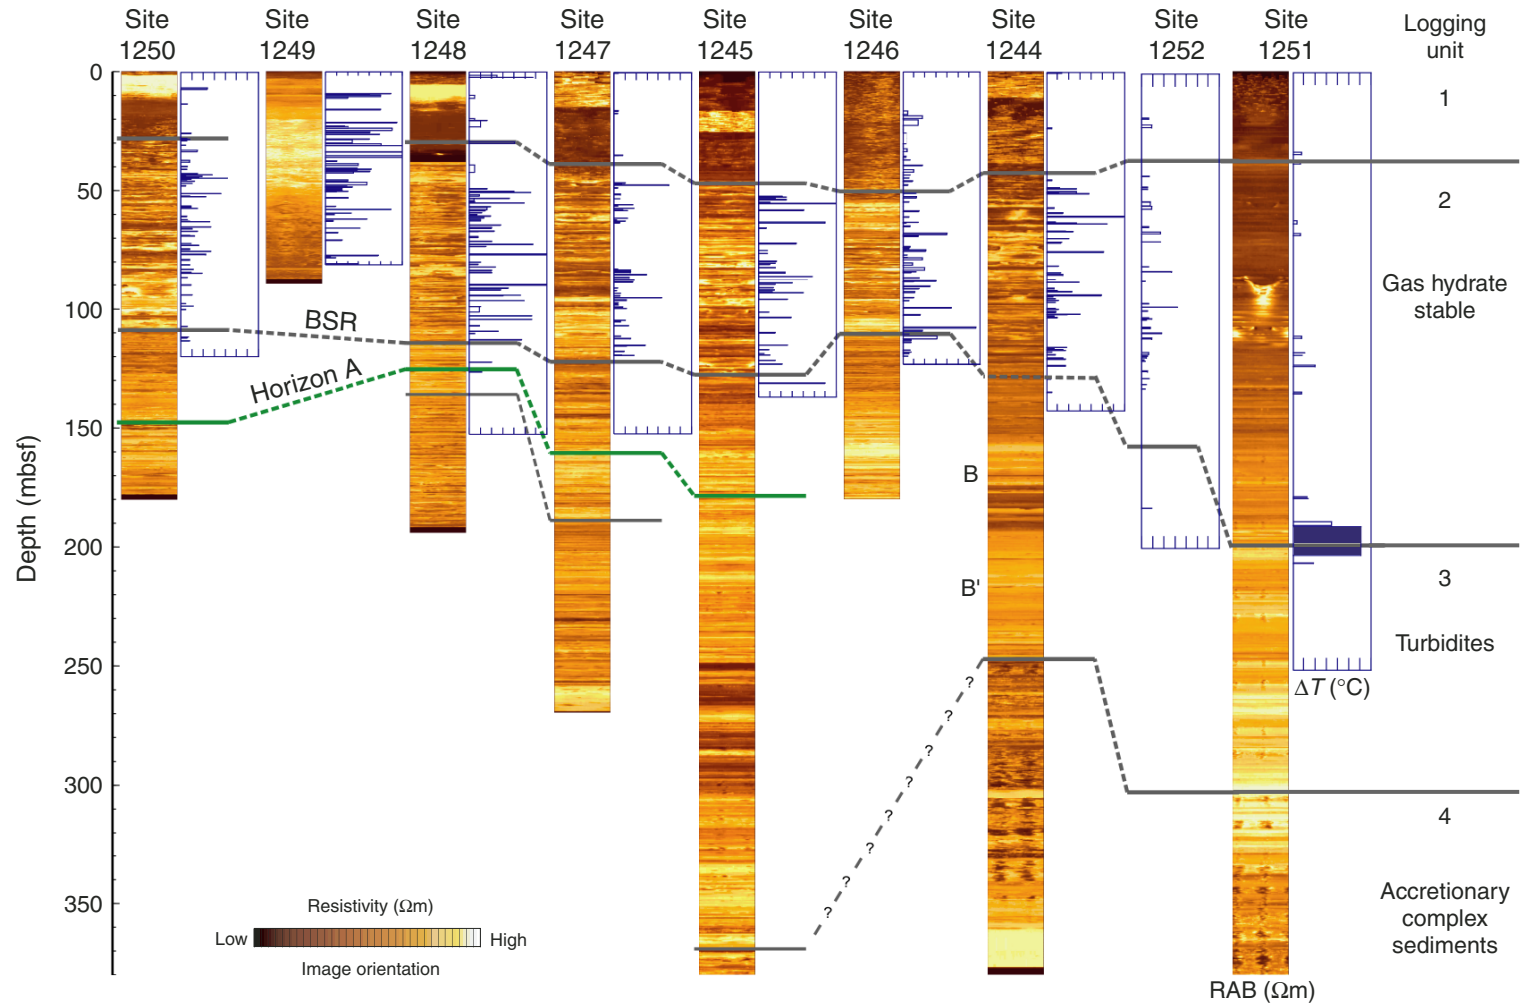 Site 1250
Site 1249
Site 1248
Site 1247
Site 1245
Site 1246
Site 1244
Site 1252
Site 1251
Logging unit
0
50
100
150
200
250
300
350
Depth (mbsf)
BSR
Horizon A
B
B'
1
2
Gas hydrate
stable
3
Turbidites
ΔT (°C)
4
Accretionary
complex
sediments
? ? ? ? ? ? ? ? ?
Resistivity (Ωm)
Low
High
Image orientation
RAB (Ωm)